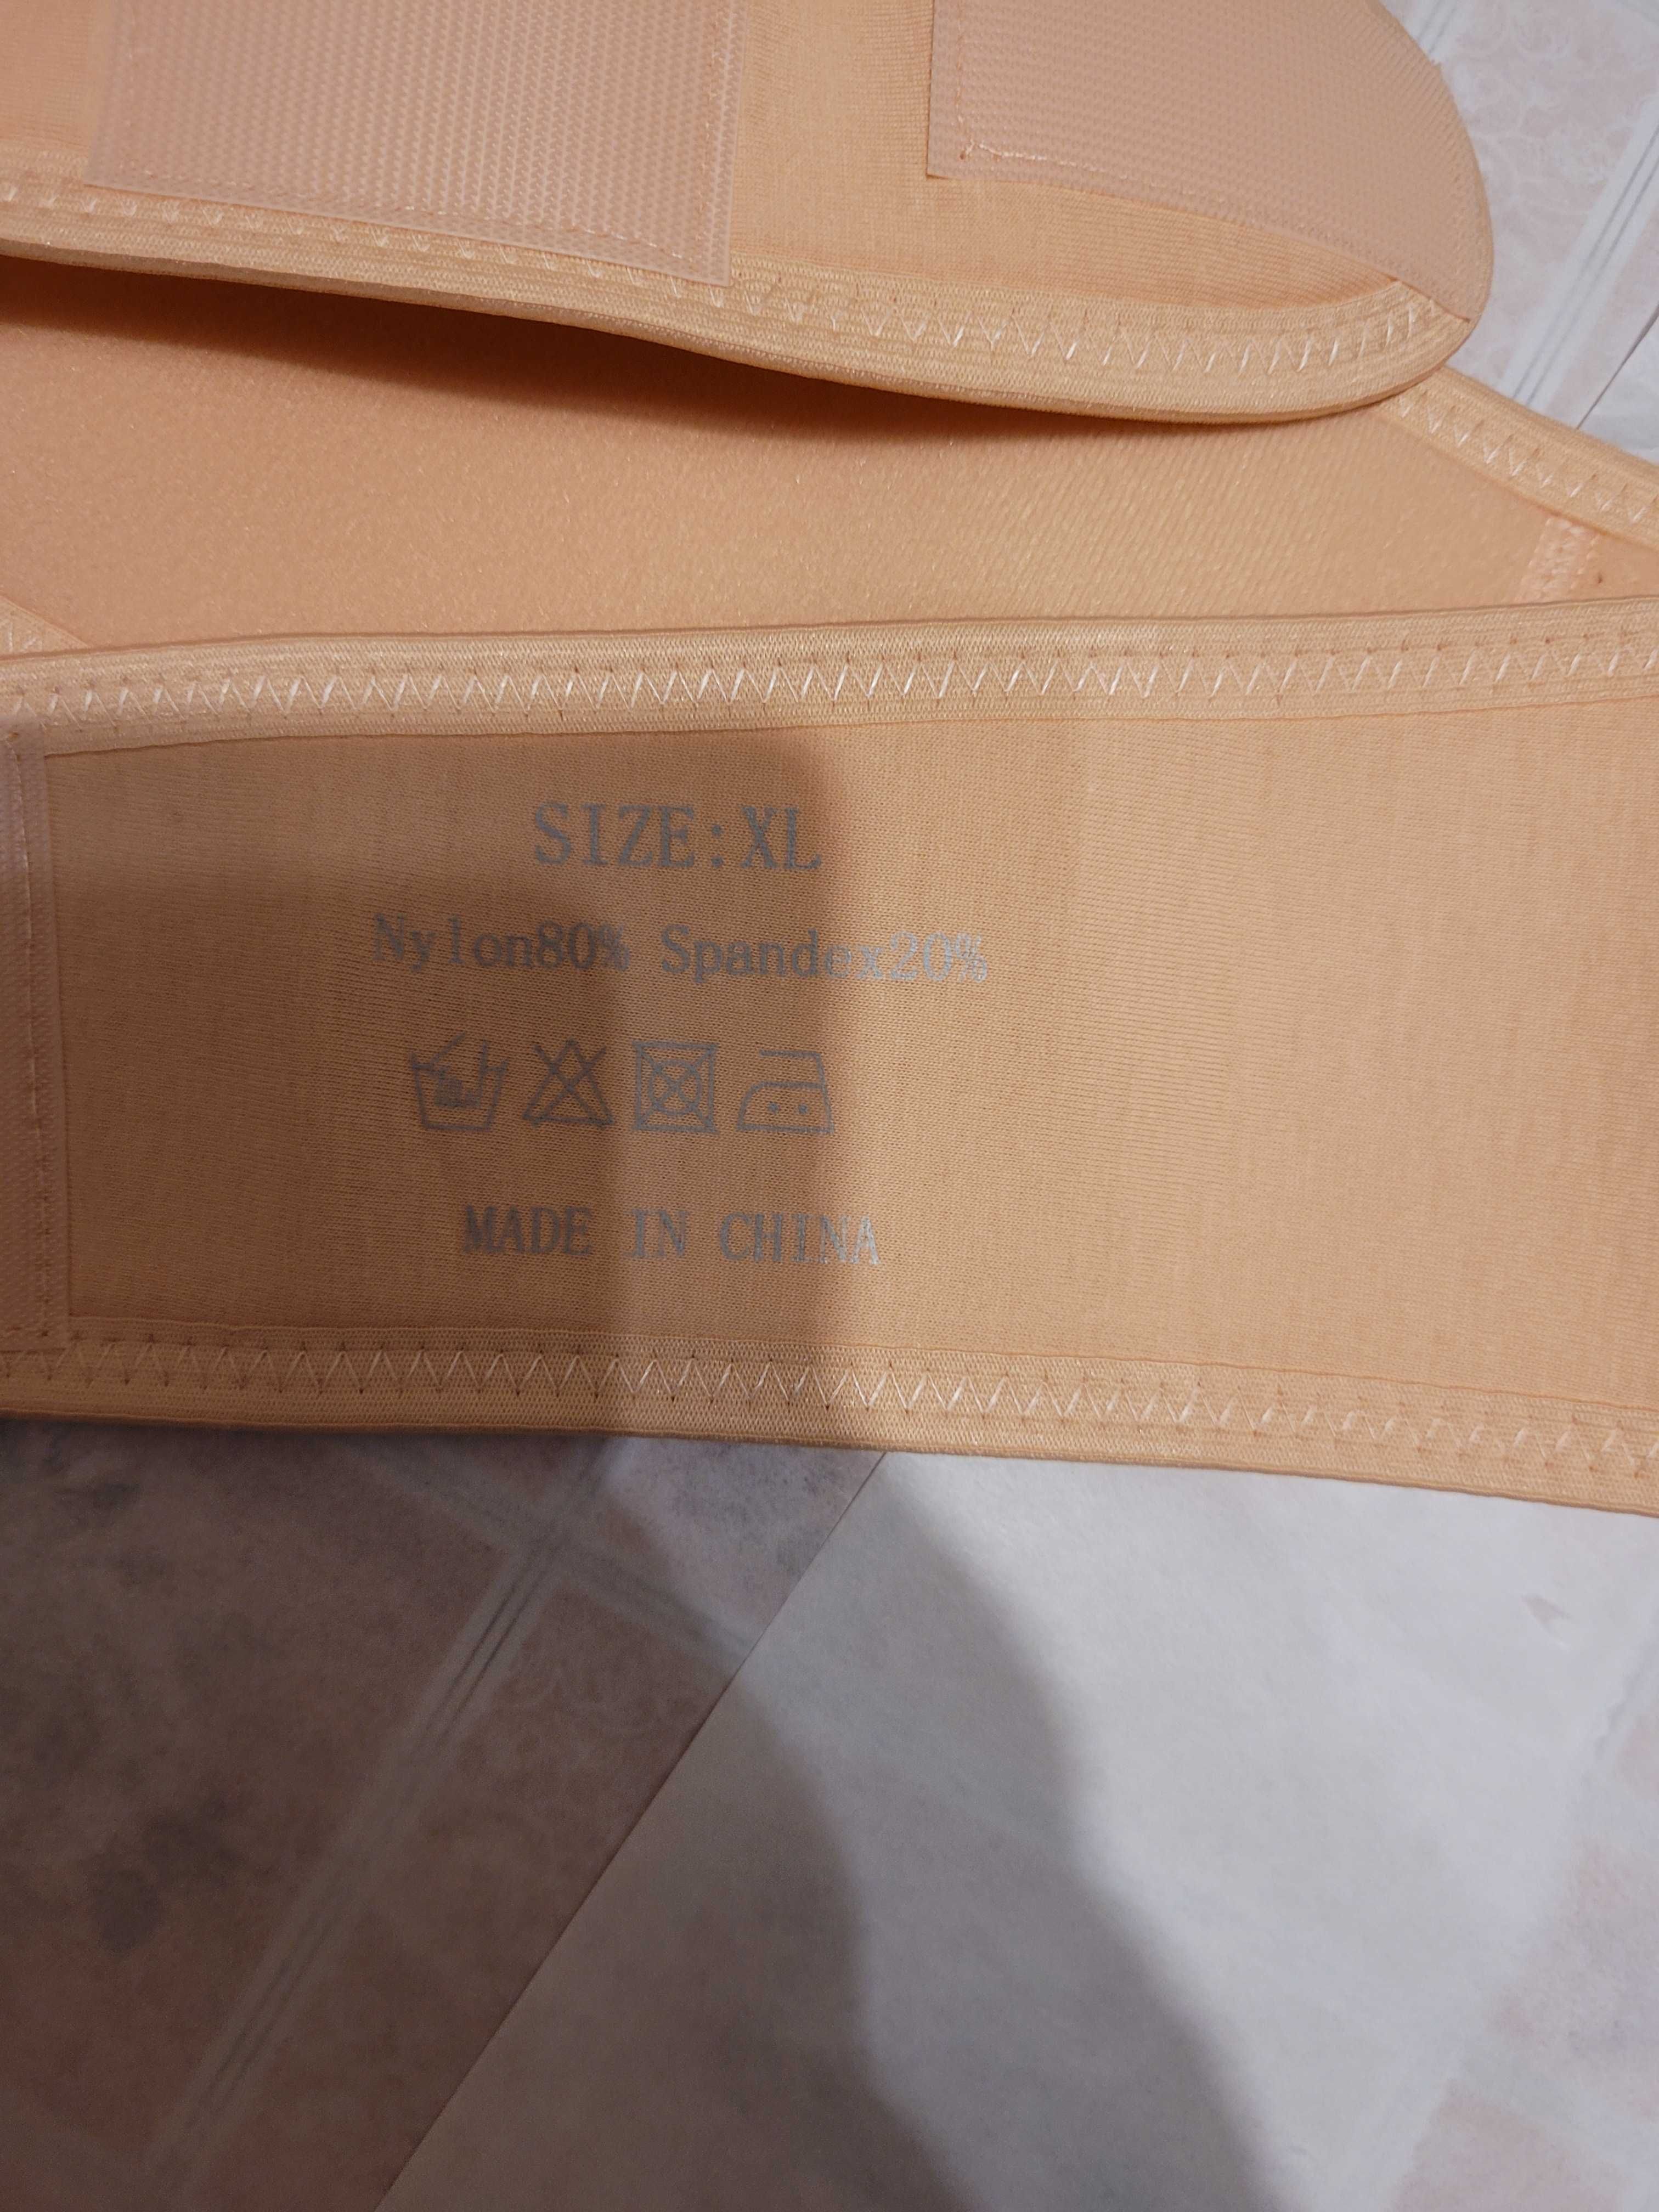 SIZE:XL
Nylon80% Spandex20%
MADE IN CHINA